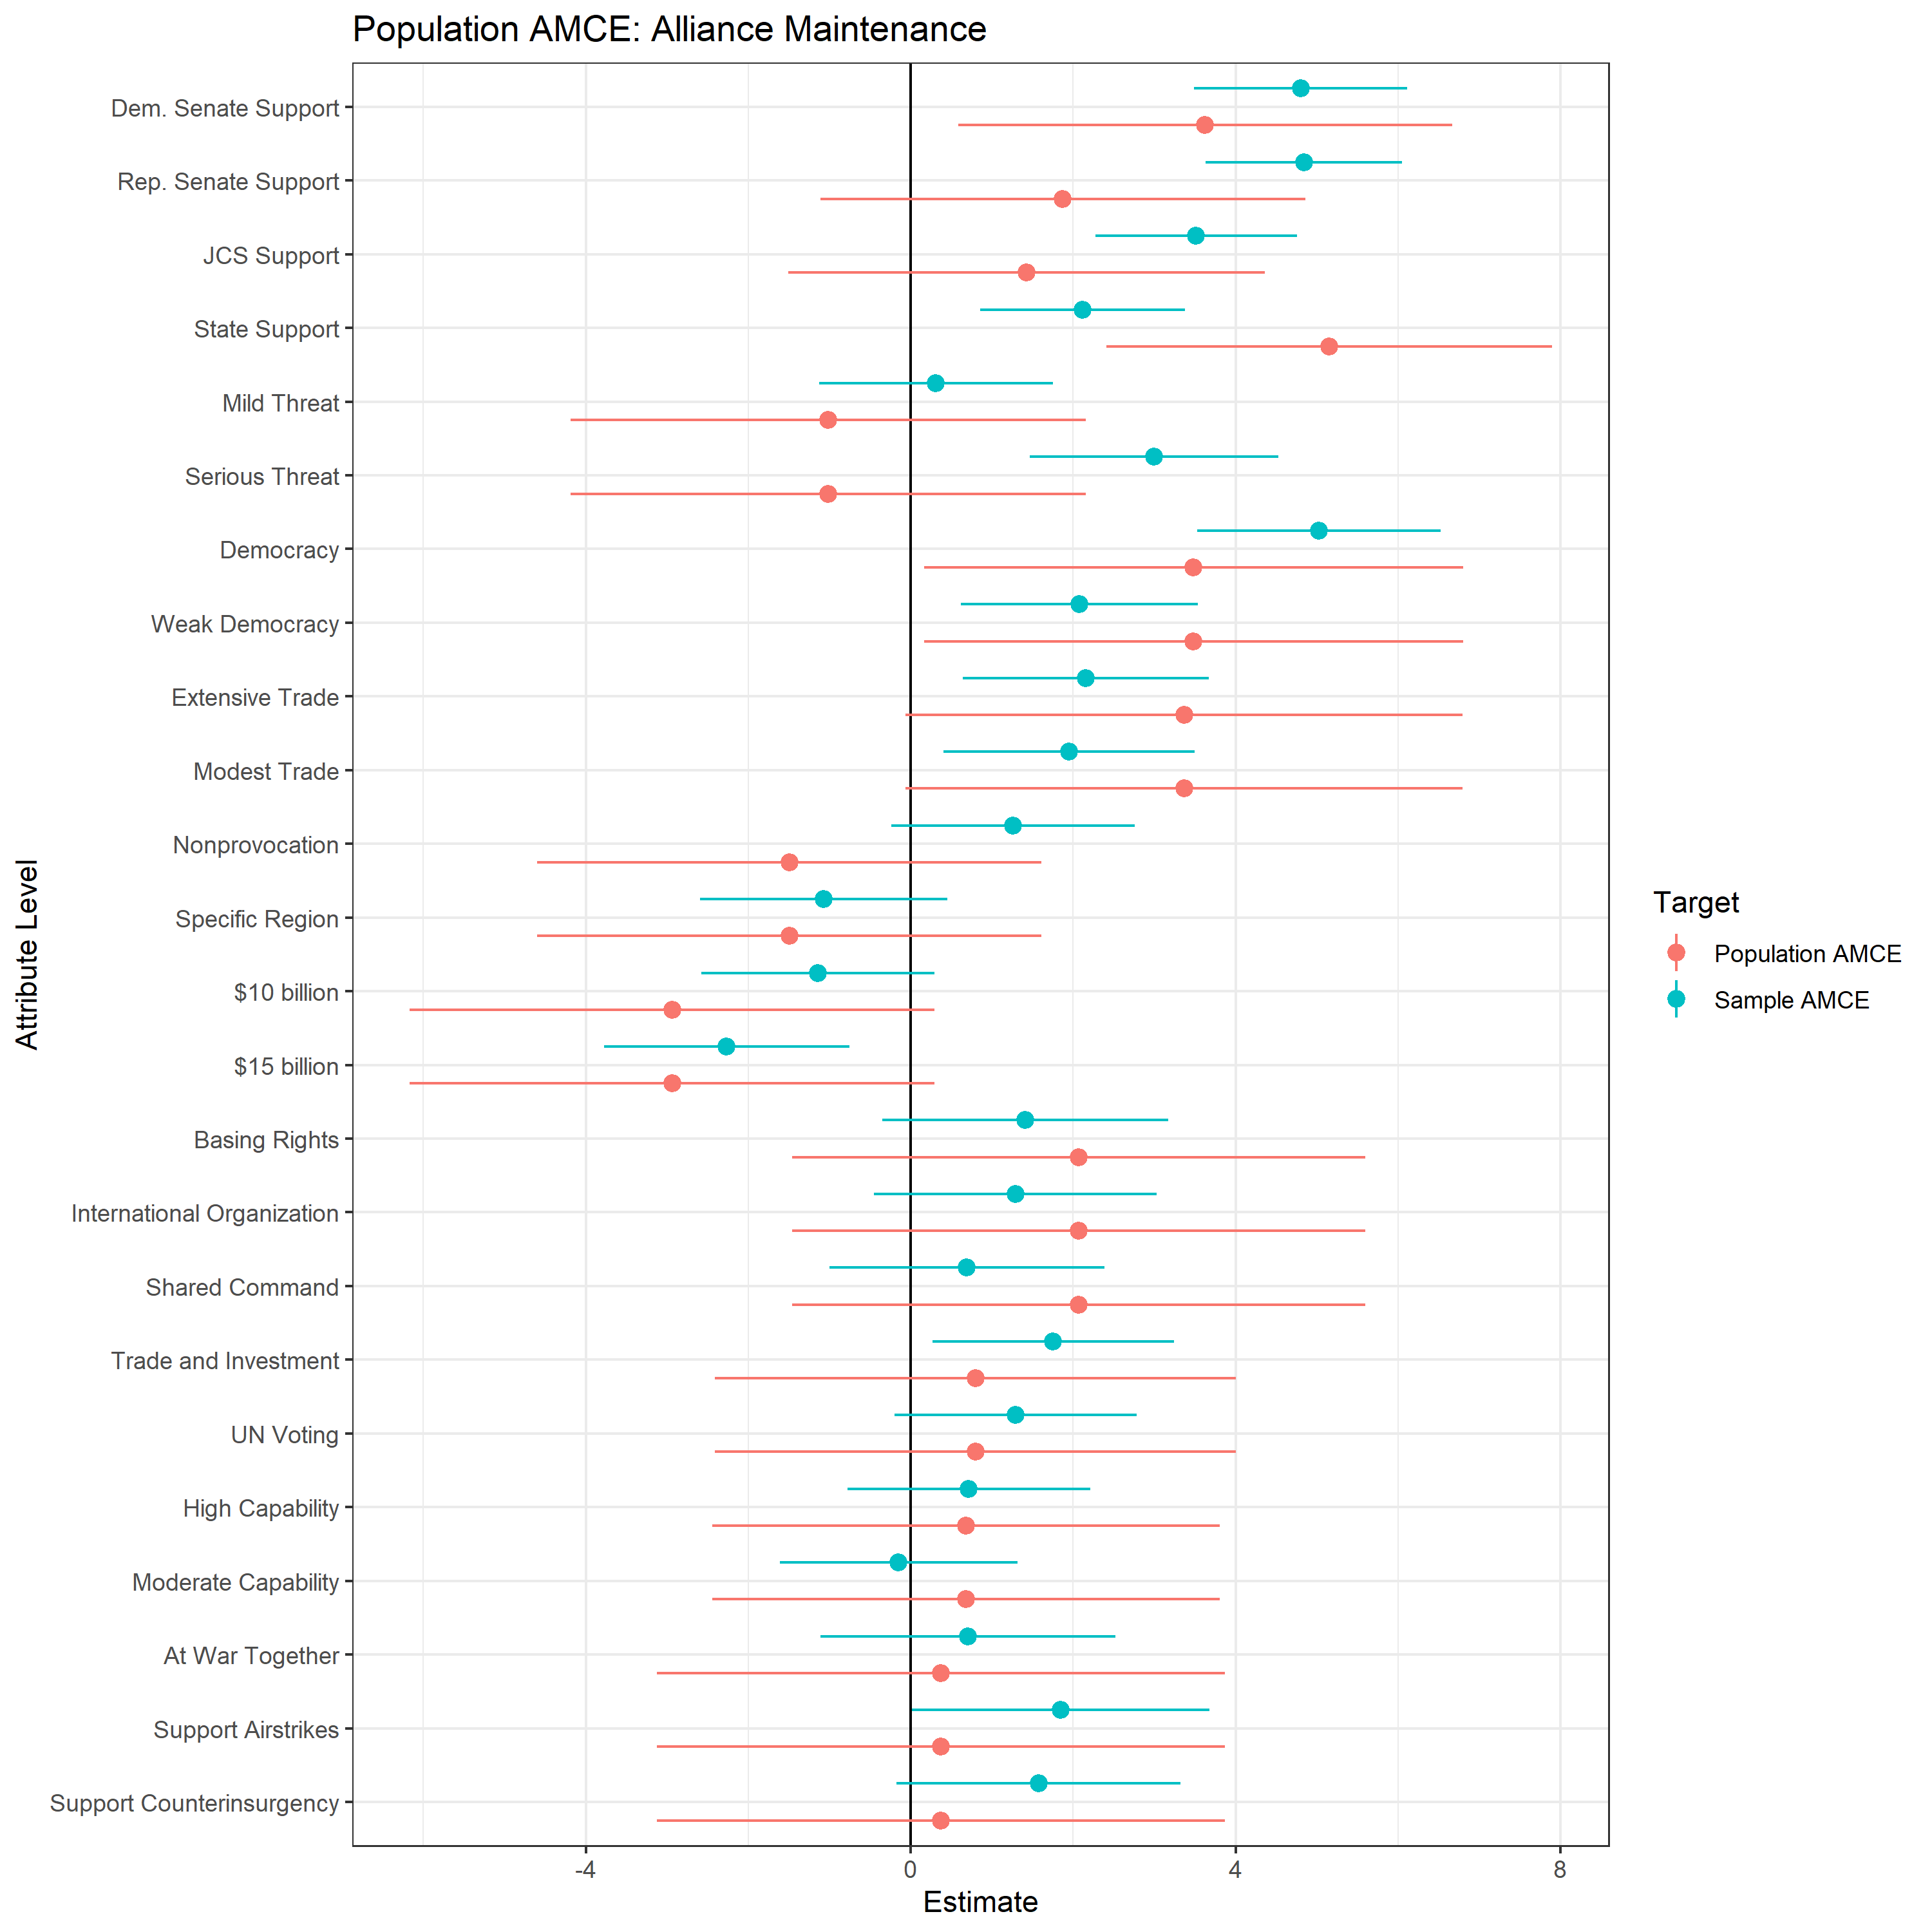 Population AMCE: Alliance Maintenance
Dem. Senate Support
Rep. Senate Support
JCS Support
State Support
Mild Threat
Serious Threat
Democracy
Weak Democracy
Extensive Trade
Modest Trade
Nonprovocation
Specific Region
$10 billion
$15 billion
Basing Rights
International Organization
Shared Command
Trade and Investment
UN Voting
High Capability
Moderate Capability
At War Together
Support Airstrikes
Support Counterinsurgency
Attribute Level
-4 0 4 8
Estimate
Target
Population AMCE
Sample AMCE